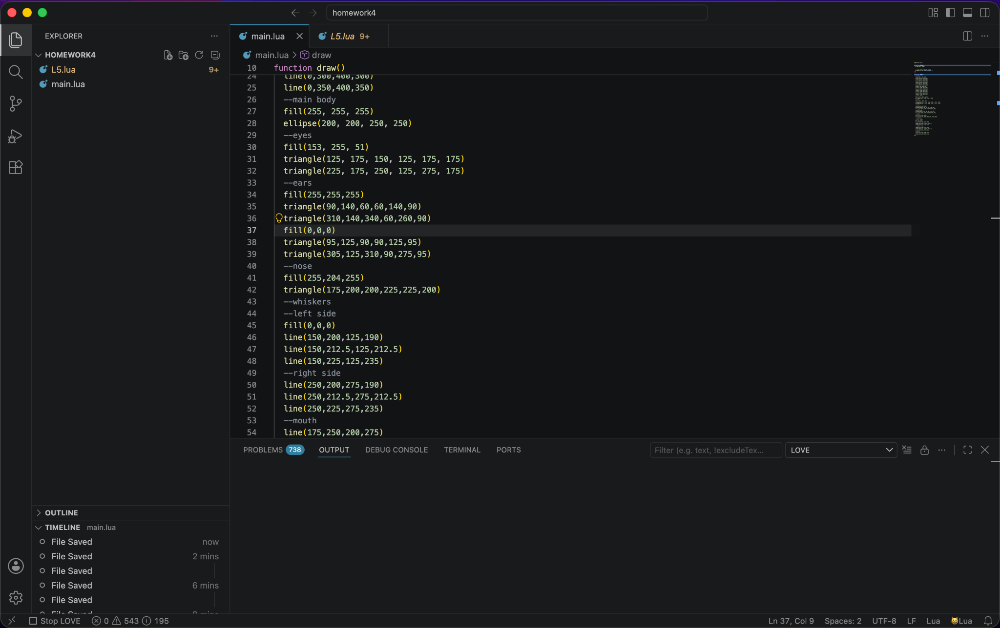 homework4
EXPLORER
HOMEWORK4
L5.lua 9+
main.lua
OUTLINE
TIMELINE main.lua
File Saved now
File Saved 2 mins
File Saved
File Saved 6 mins
File Saved
main.lua
L5.lua 9+
main.lua > draw
10 function draw()
24 line(0,300,400,300)
25 line(0,350,400,350)
26 --main body
27 fill(255, 255, 255)
28 ellipse(200, 200, 250, 250)
29 --eyes
30 fill(153, 255, 51)
31 triangle(125, 175, 150, 125, 175, 175)
32 triangle(225, 175, 250, 125, 275, 175)
33 --ears
34 fill(255,255,255)
35 triangle(90,140,60,60,140,90)
36 triangle(310,140,340,60,260,90)
37 fill(0,0,0)
38 triangle(95,125,90,90,125,95)
39 triangle(305,125,310,90,275,95)
40 --nose
41 fill(255,204,255)
42 triangle(175,200,200,225,225,200)
43 --whiskers
44 --left side
45 fill(0,0,0)
46 line(150,200,125,190)
47 line(150,212.5,125,212.5)
48 line(150,225,125,235)
49 --right side
50 line(250,200,275,190)
51 line(250,212.5,275,212.5)
52 line(250,225,275,235)
53 --mouth
54 line(175,250,200,275)
PROBLEMS 738 OUTPUT DEBUG CONSOLE TERMINAL PORTS
Filter (e.g. text, !excludeTex...
LOVE
Stop LOVE 0 543 195
Ln 37, Col 9 Spaces: 2 UTF-8 LF Lua 😺Lua